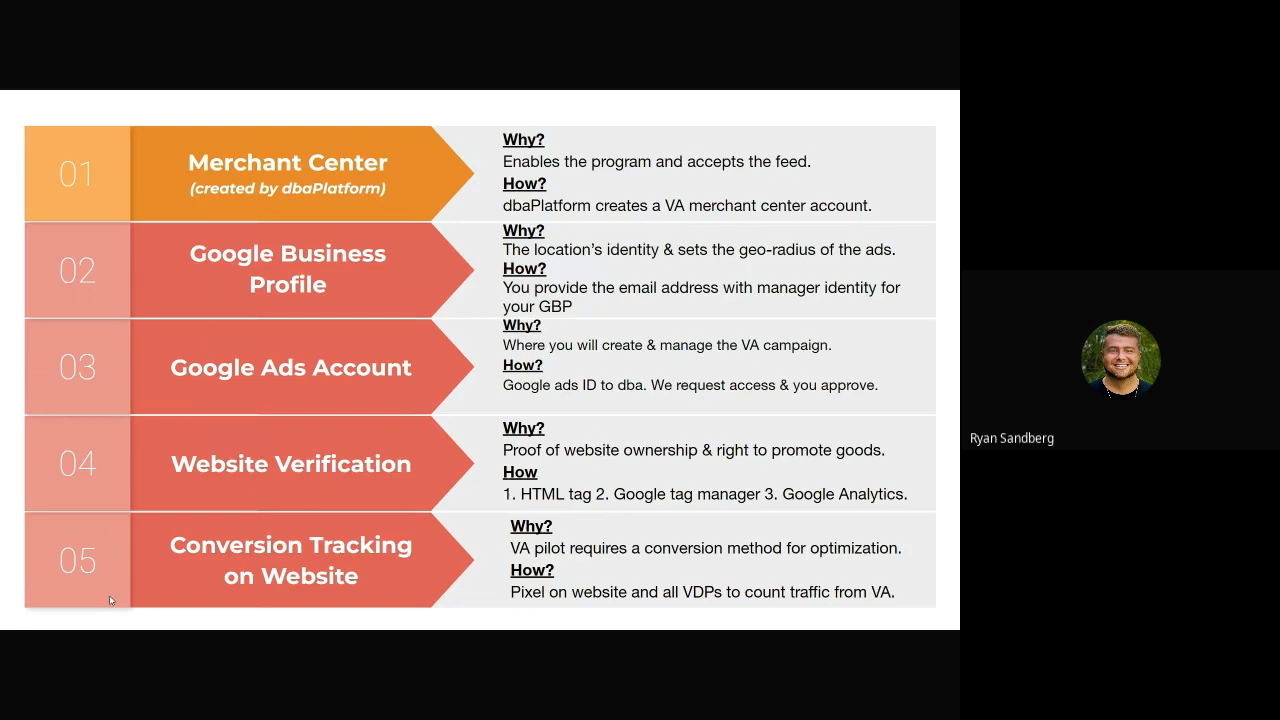 01
Merchant Center
(created by dbaPlatform)
Why?
Enables the program and accepts the feed.
How?
dbaPlatform creates a VA merchant center account.
02
Google Business
Profile
Why?
The location's identity & sets the geo-radius of the ads.
How?
You provide the email address with manager identity for
your GBP
03
Google Ads Account
Why?
Where you will create & manage the VA campaign.
How?
Google ads ID to dba. We request access & you approve.
04
Website Verification
Why?
Proof of website ownership & right to promote goods.
How
1. HTML tag 2. Google tag manager 3. Google Analytics.
05
Conversion Tracking
on Website
Why?
VA pilot requires a conversion method for optimization.
How?
Pixel on website and all VDPs to count traffic from VA.
Ryan Sandberg